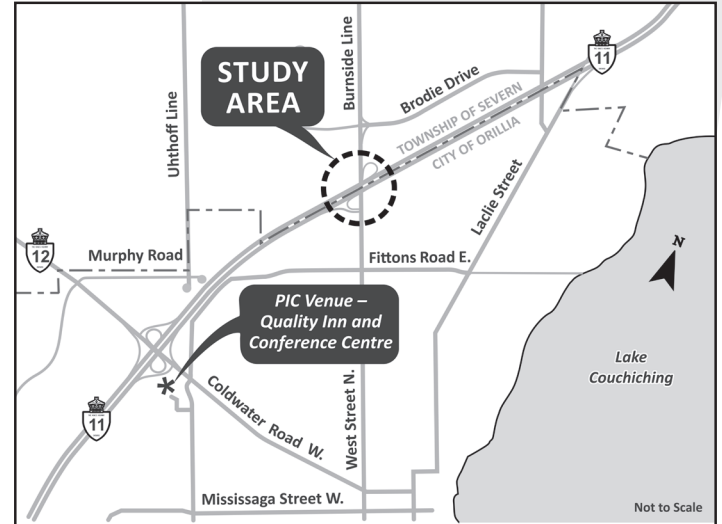 STUDY
AREA
Burnside Line
Brodie Drive
11
TOWNSHIP OF SEVERN
CITY OF ORILLIA
Uhthoff Line
Laclie Street
12
Murphy Road
Fittons Road E.
N
PIC Venue –
Quality Inn and
Conference Centre
Lake
Couchiching
Coldwater Road W.
West Street N.
11
Mississaga Street W.
Not to Scale